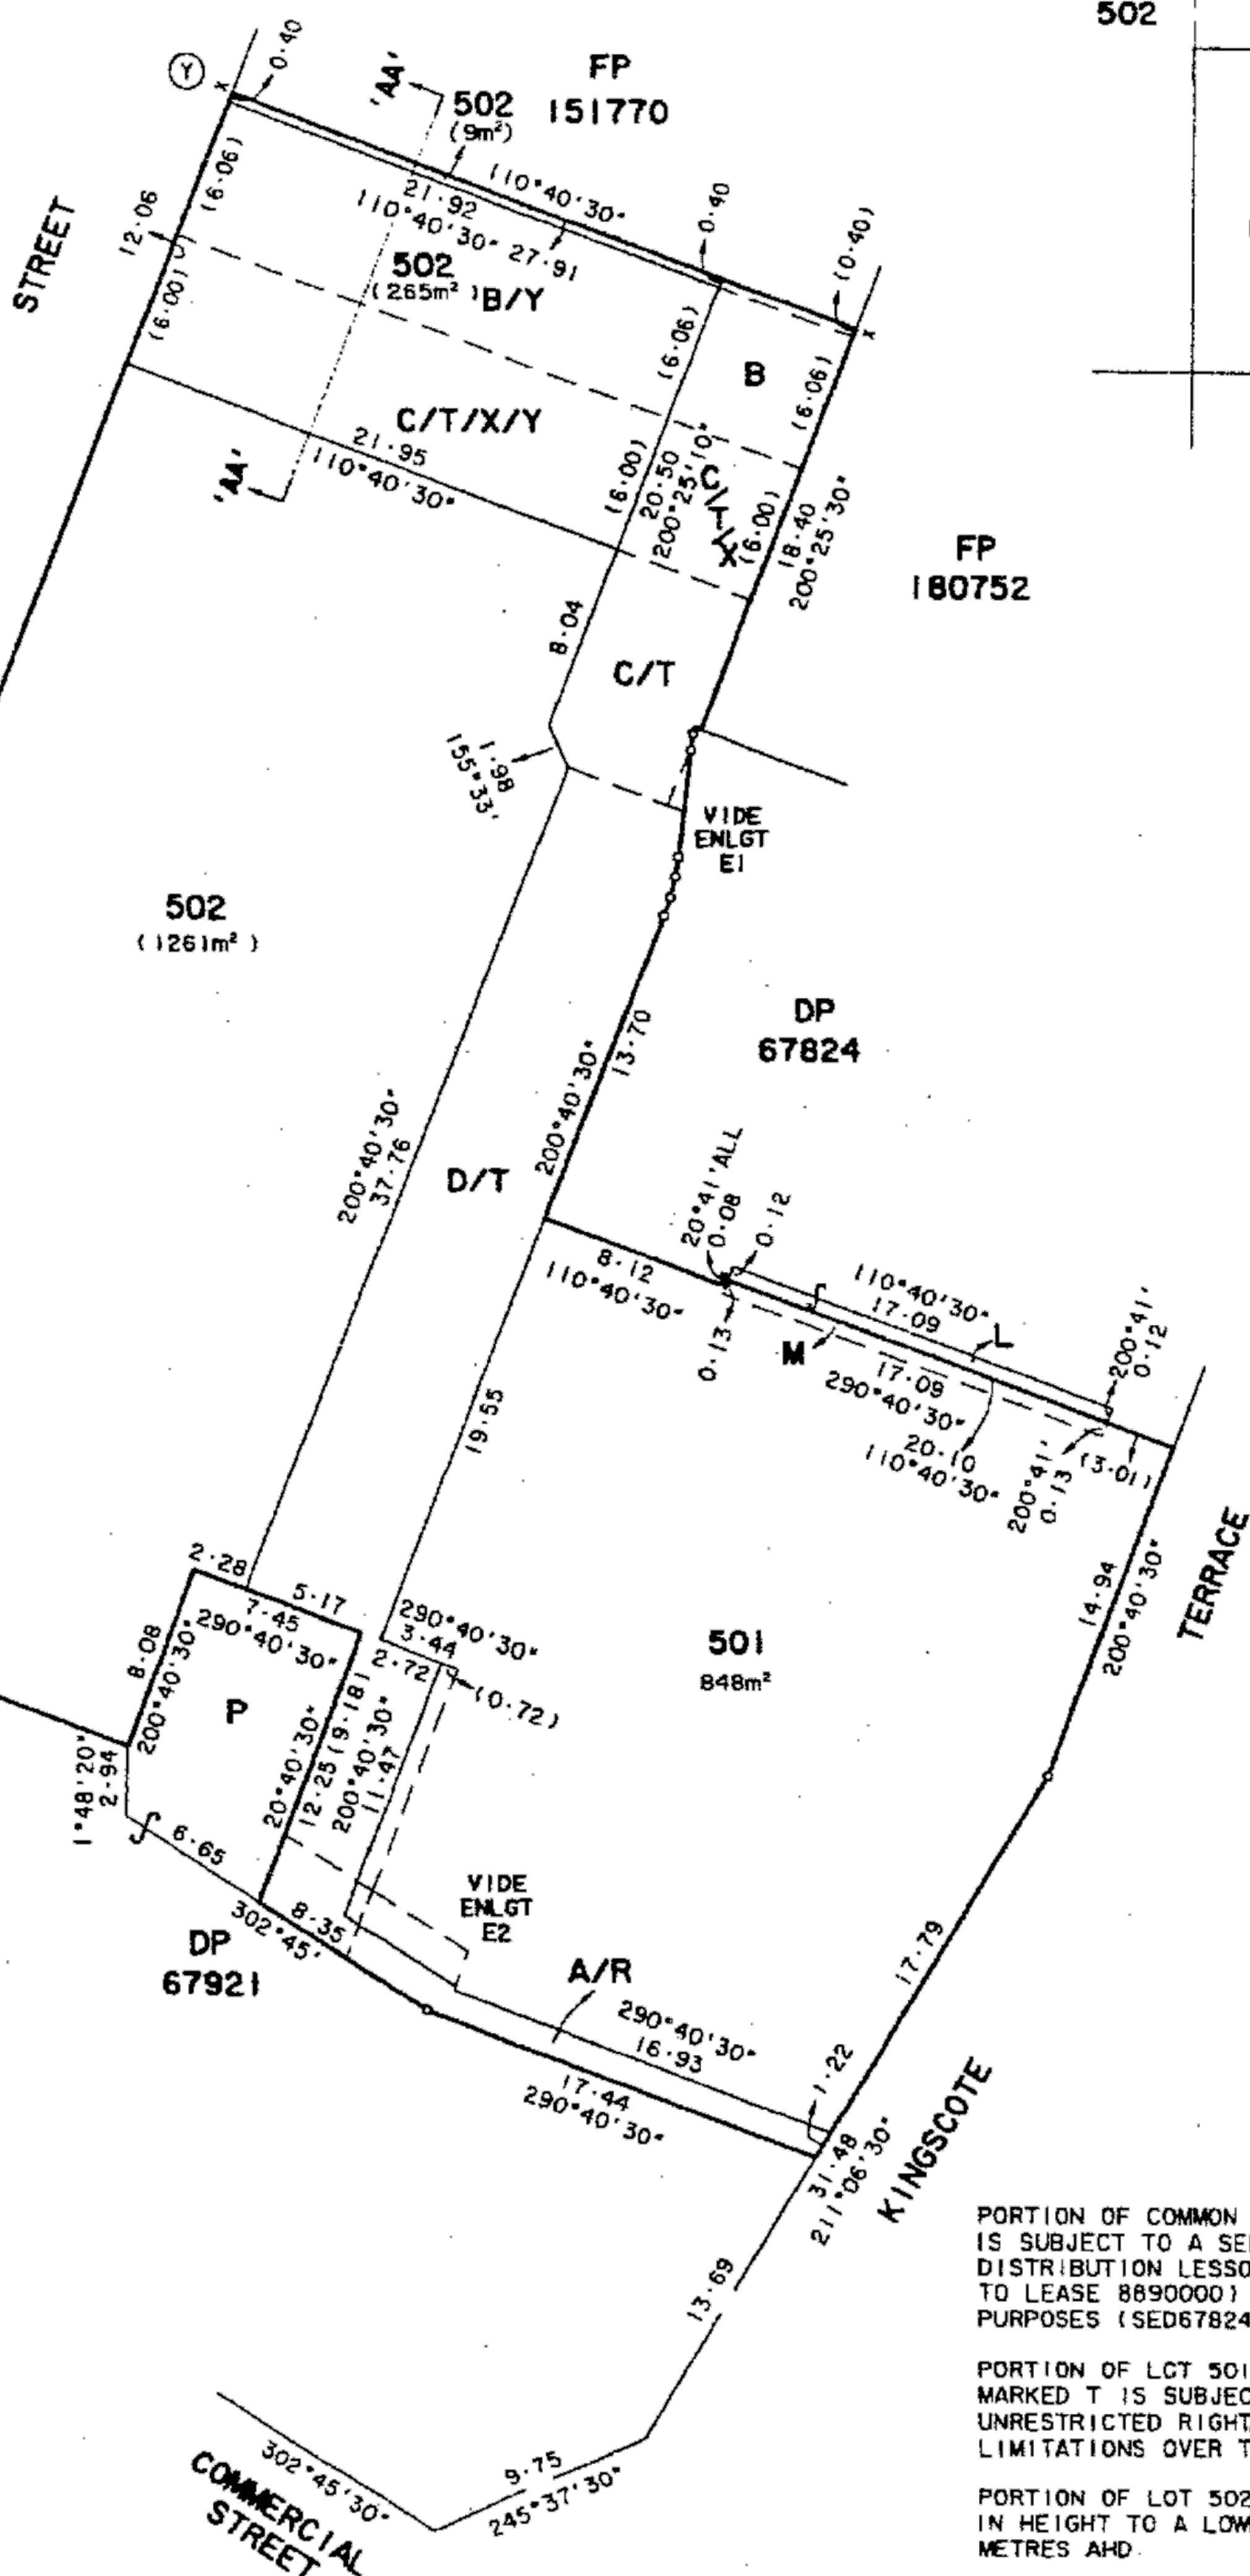 502
Y
x
0·40
'AA'
502
(9m²)
FP
151770
110°40'30"
21·92
110°40'30" 27·91
0·40
(0·40)
x
STREET
12·06
(6·06)
(6·00)
502
(265m²) B/Y
(6·06)
B
(6·06)
C/T/X/Y
21·95
110°40'30"
'AA'
(6·00)
20·50
200°25'10"
C/T/X
(6·00)
18·40
200°25'30"
FP
180752
8·04
C/T
1·98
155°33'
VIDE
ENLGT
E1
502
(1261m²)
DP
67824
200°40'30"
13·70
200°40'30"
37·76
D/T
20°41'ALL
0·08
0·12
8·12
110°40'30"
110°40'30"
17·09
L
200°41'
0·12
0·13
M
17·09
290°40'30"
20·10
110°40'30"
200°41'
0·13
(3·01)
19·55
14·94
200°40'30"
TERRACE
2·28
5·17
7·45
290°40'30"
290°40'30"
3·44
2·72
(0·72)
501
848m²
8·08
200°40'30"
P
20°40'30"
12·25 (9·18)
200°40'30"
11·47
1°48'20"
2·94
6·65
8·35
302°45'
VIDE
ENLGT
E2
DP
67921
A/R
290°40'30"
16·93
17·44
290°40'30"
17·79
1·22
31·48
211°06'30"
KINGSCOTE
13·69
9·75
245°37'30"
302°45'30"
COMMERCIAL
STREET
PORTION OF COMMON
IS SUBJECT TO A
DISTRIBUTION
TO LEASE 8890000)
PURPOSES (SED67824
PORTION OF LOT 501
MARKED T IS
UNRESTRICTED RIGHT
LIMITATIONS OVER
PORTION OF LOT 502
IN HEIGHT TO A
METRES AHD.